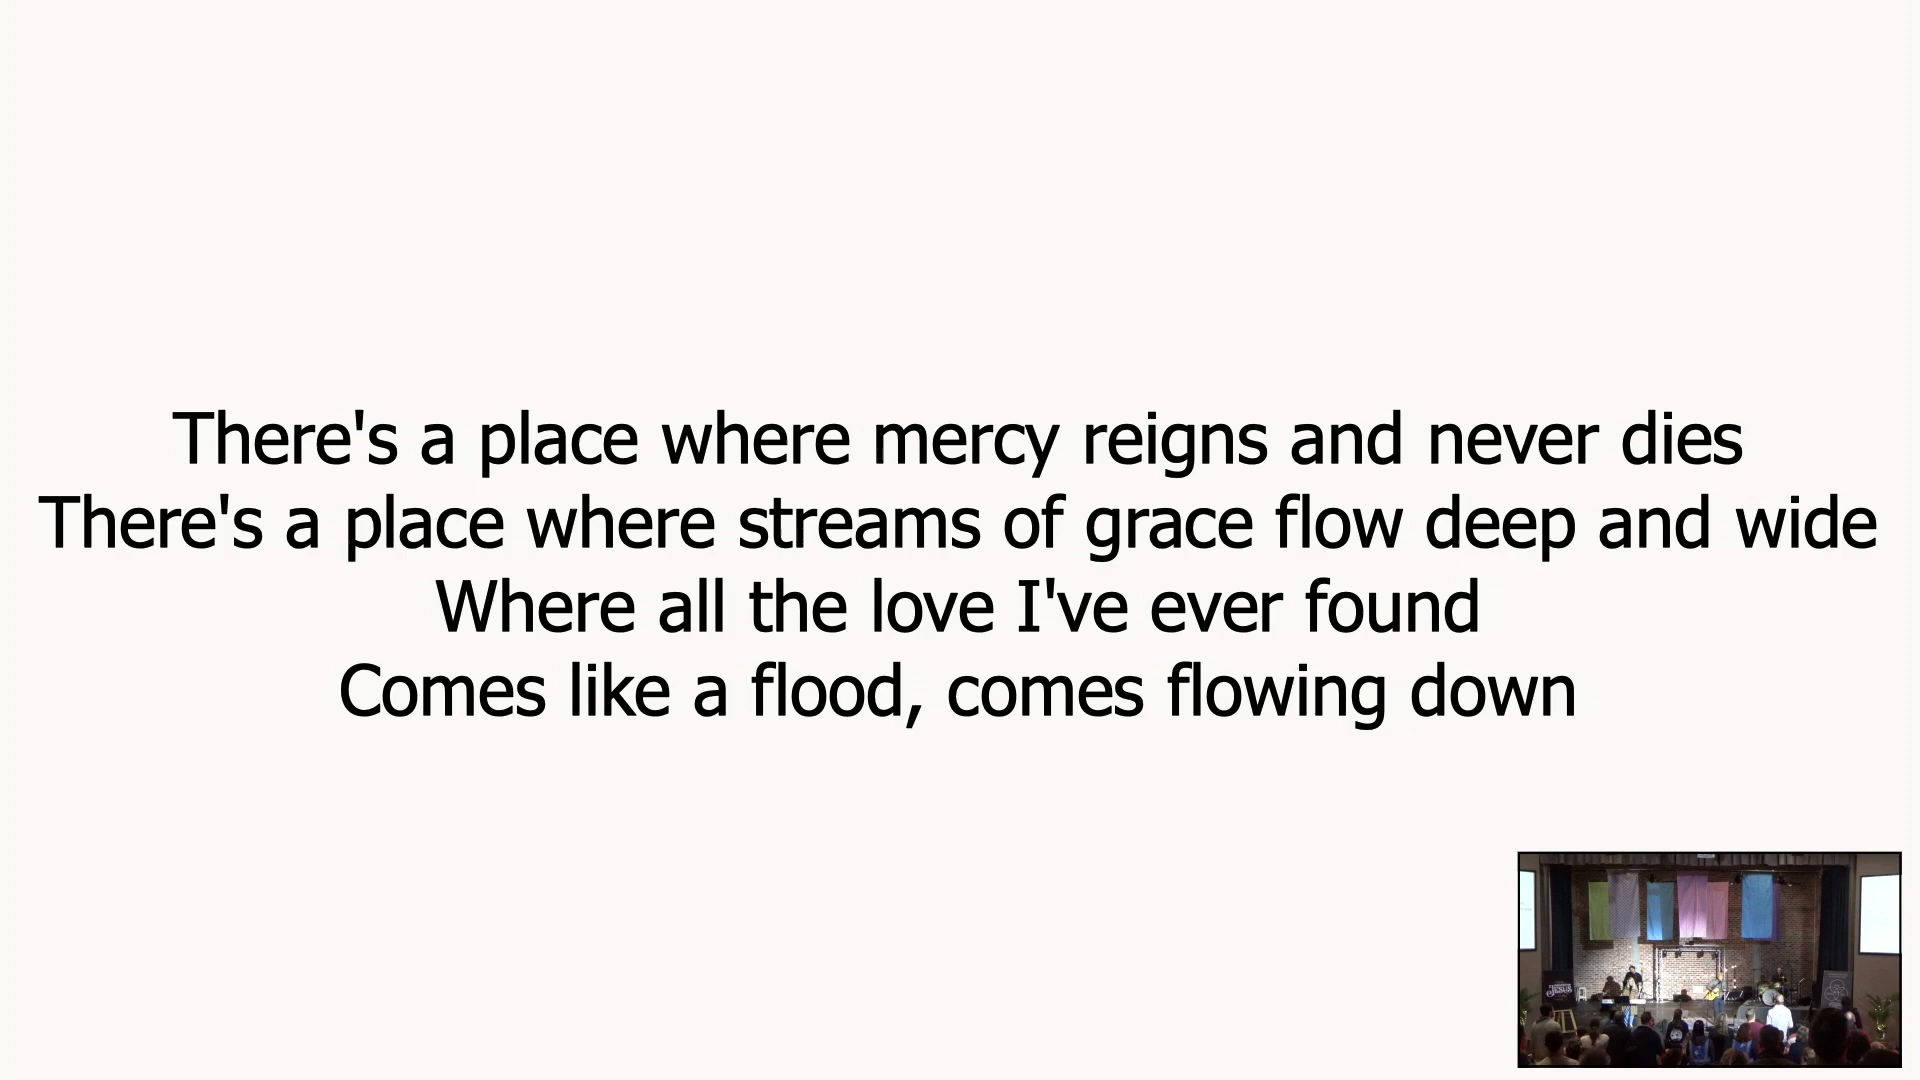 There's a place where mercy reigns and never dies
There's a place where streams of grace flow deep and wide
Where all the love I've ever found
Comes like a flood, comes flowing down
JESUS